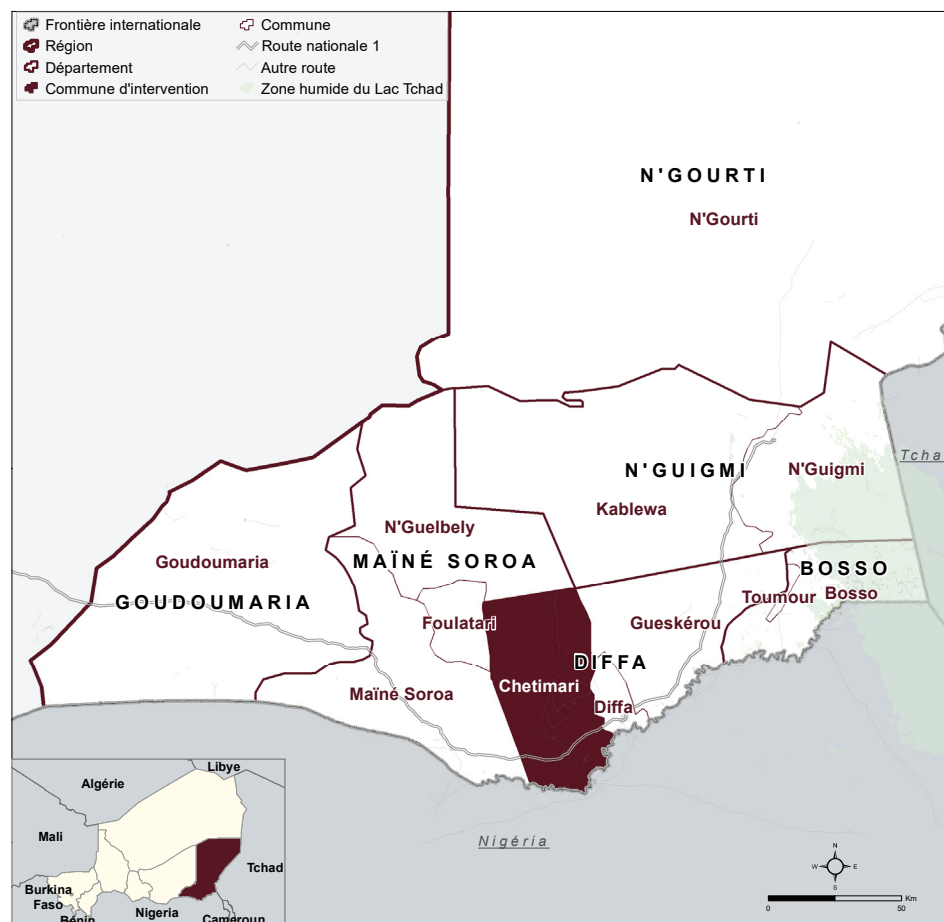 Frontière internationale
Région
Département
Commune d'intervention
Commune
Route nationale 1
Autre route
Zone humide du Lac Tchad
N'GOURTI
N'Gourti
Tcha
N'GUIGMI
N'Guigmi
Kablewa
N'Guelbely
MAÏNÉ SOROA
Goudoumaria
GOUDOUMARIA
BOSSO
Toumour
Bosso
Foulatari
Gueskérou
DIFFA
Chetimari
Maïné Soroa
Diffa
Nigéria
Libye
Algérie
Mali
Tchad
Burkina
Faso
Bénin
Nigeria
Cameroun
N
W
E
S
Km
0
50